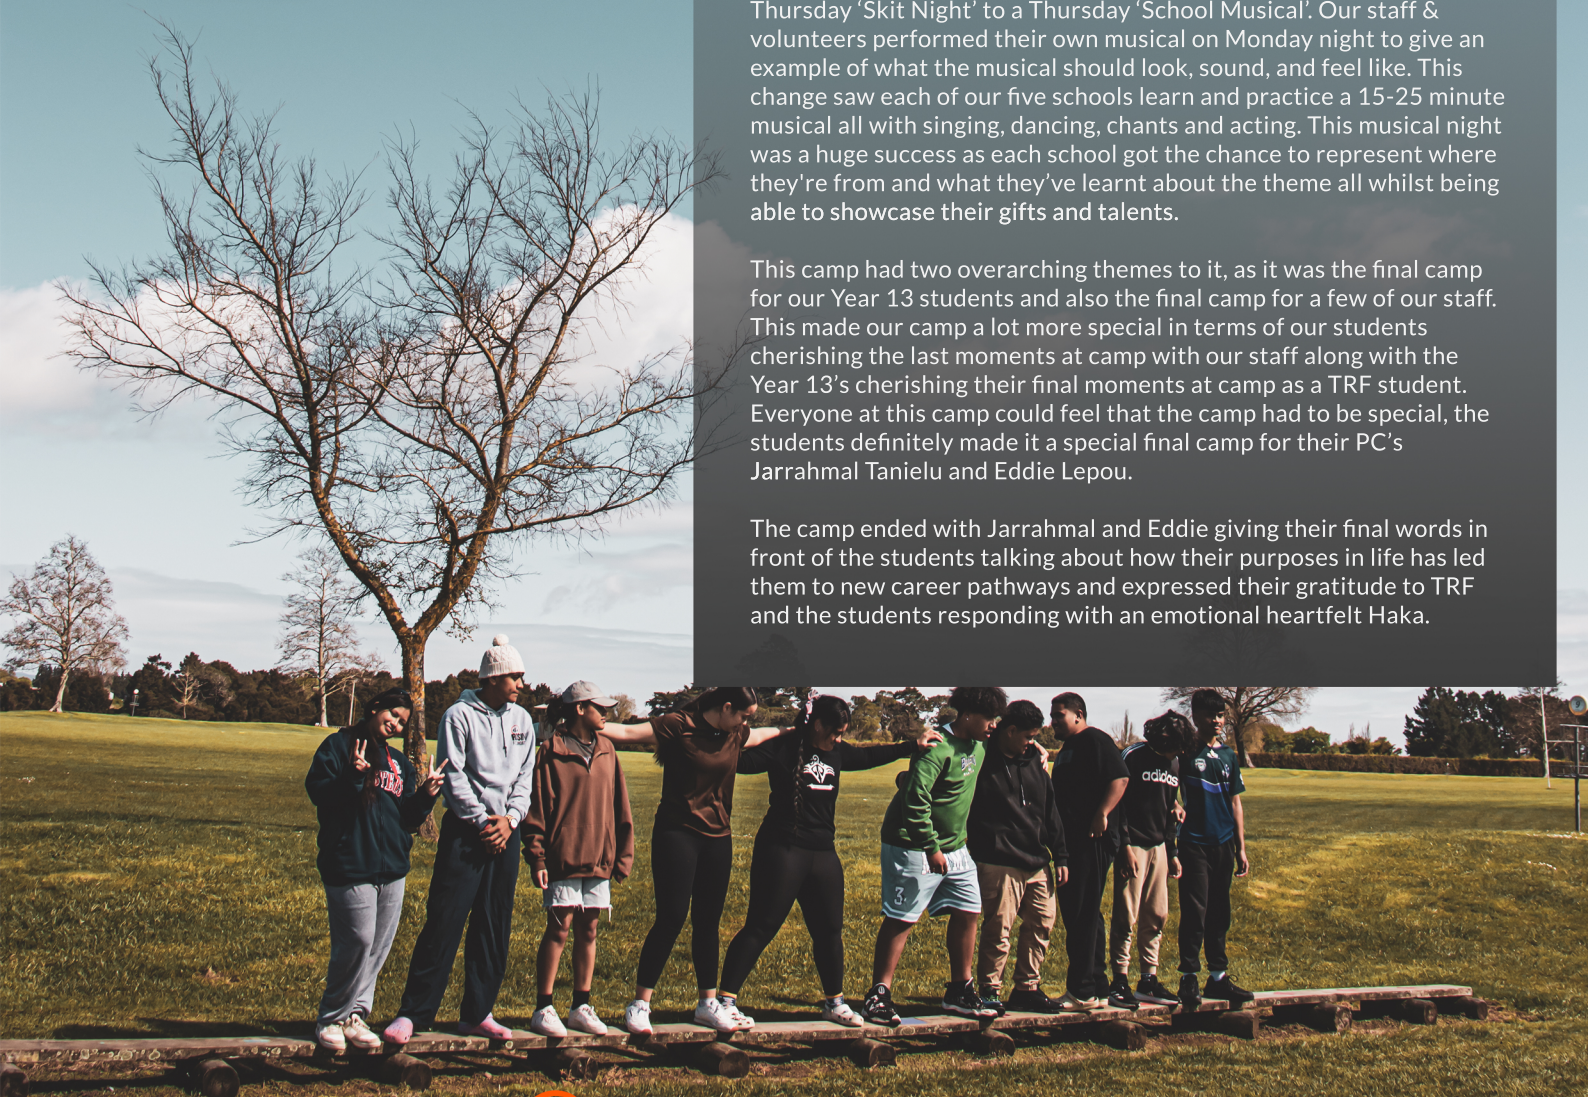 Thursday ‘Skit Night’ to a Thursday ‘School Musical’. Our staff &
volunteers performed their own musical on Monday night to give an
example of what the musical should look, sound, and feel like. This
change saw each of our five schools learn and practice a 15-25 minute
musical all with singing, dancing, chants and acting. This musical night
was a huge success as each school got the chance to represent where
they're from and what they’ve learnt about the theme all whilst being
able to showcase their gifts and talents.
This camp had two overarching themes to it, as it was the final camp
for our Year 13 students and also the final camp for a few of our staff.
This made our camp a lot more special in terms of our students
cherishing the last moments at camp with our staff along with the
Year 13’s cherishing their final moments at camp as a TRF student.
Everyone at this camp could feel that the camp had to be special, the
students definitely made it a special final camp for their PC’s
Jarrahmal Tanielu and Eddie Lepou.
The camp ended with Jarrahmal and Eddie giving their final words in
front of the students talking about how their purposes in life has led
them to new career pathways and expressed their gratitude to TRF
and the students responding with an emotional heartfelt Haka.
adidas
3